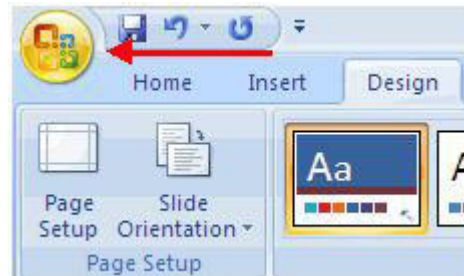 Home Insert Design
Aa A
Page Setup Slide Orientation
Page Setup